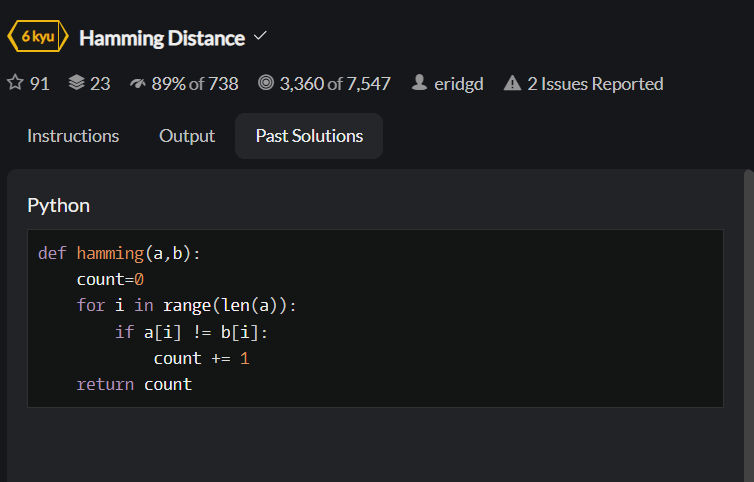 6 kyu Hamming Distance
91 23 89% of 738 3,360 of 7,547 eridgd 2 Issues Reported
Instructions Output Past Solutions
Python
def hamming(a,b):
    count=0
    for i in range(len(a)):
        if a[i] != b[i]:
            count += 1
    return count